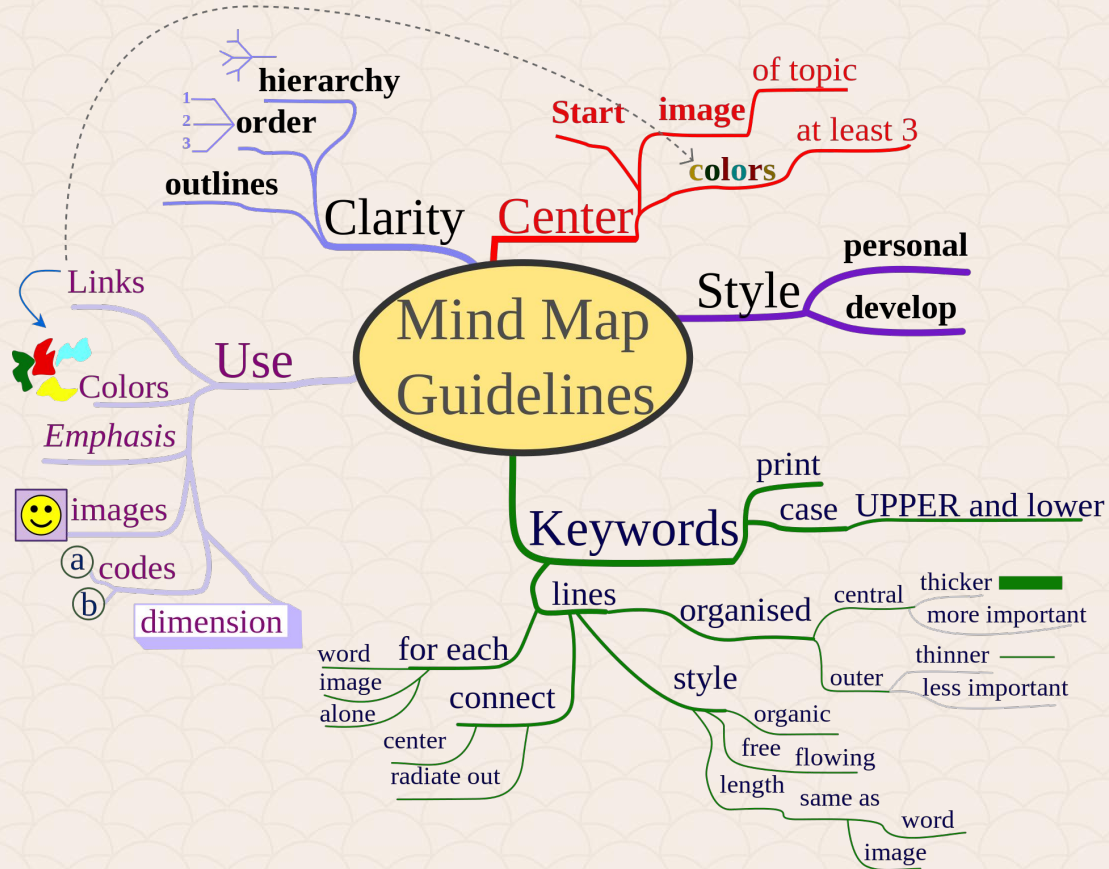 Mind Map
Guidelines
Clarity
hierarchy
1
2
3
order
outlines
Center
Start
image
of topic
colors
at least 3
Style
personal
develop
Keywords
print
case
UPPER and lower
lines
organised
central
thicker
more important
outer
thinner
less important
style
organic
free flowing
length
same as
word
image
connect
center
radiate out
for each
word
image
alone
Use
Links
Colors
Emphasis
images
codes
a
b
dimension